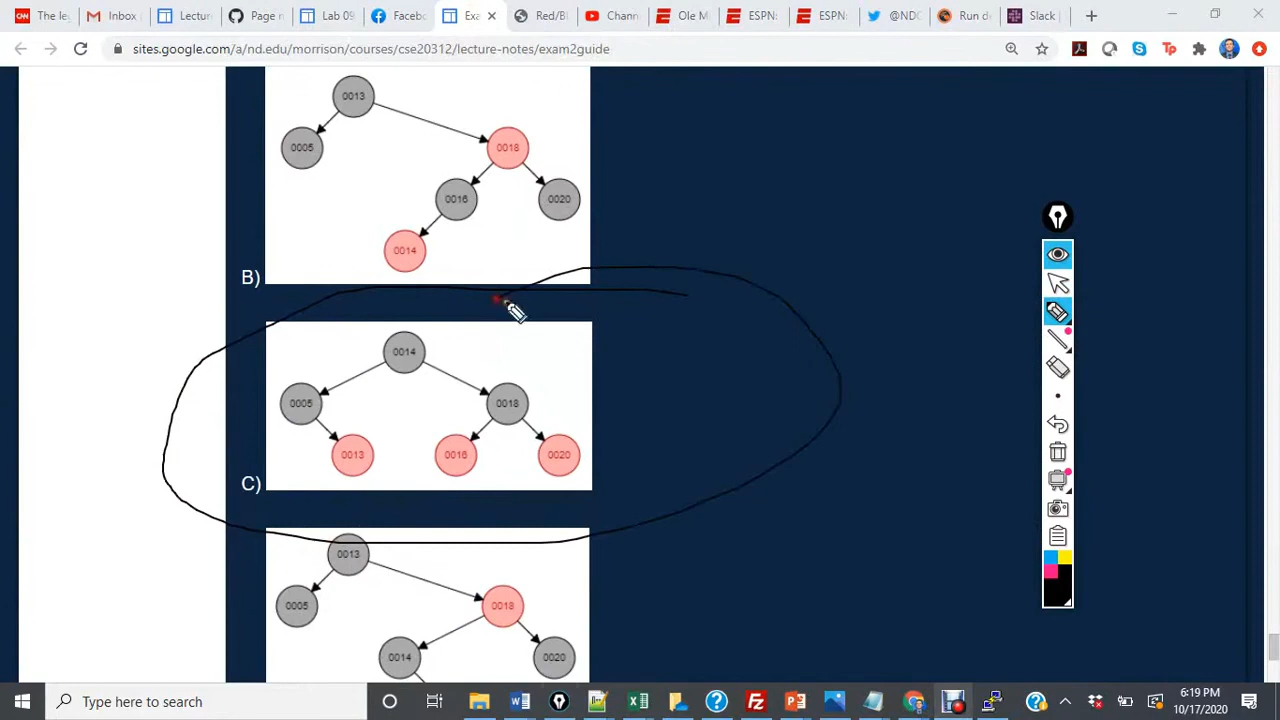 The le
Inbox (
Lectur
Page n
Lab 09
Facebo
Exa
Red/Bl
Chann
Ole M
ESPN:
ESPN:
@NDC
Run de
Slack |
sites.google.com/a/nd.edu/morrison/courses/cse20312/lecture-notes/exam2guide
0013
0005
0018
0016
0020
0014
B)
0014
0005
0018
0013
0016
0020
C)
0013
0005
0018
0014
0020
Type here to search
6:19 PM
10/17/2020